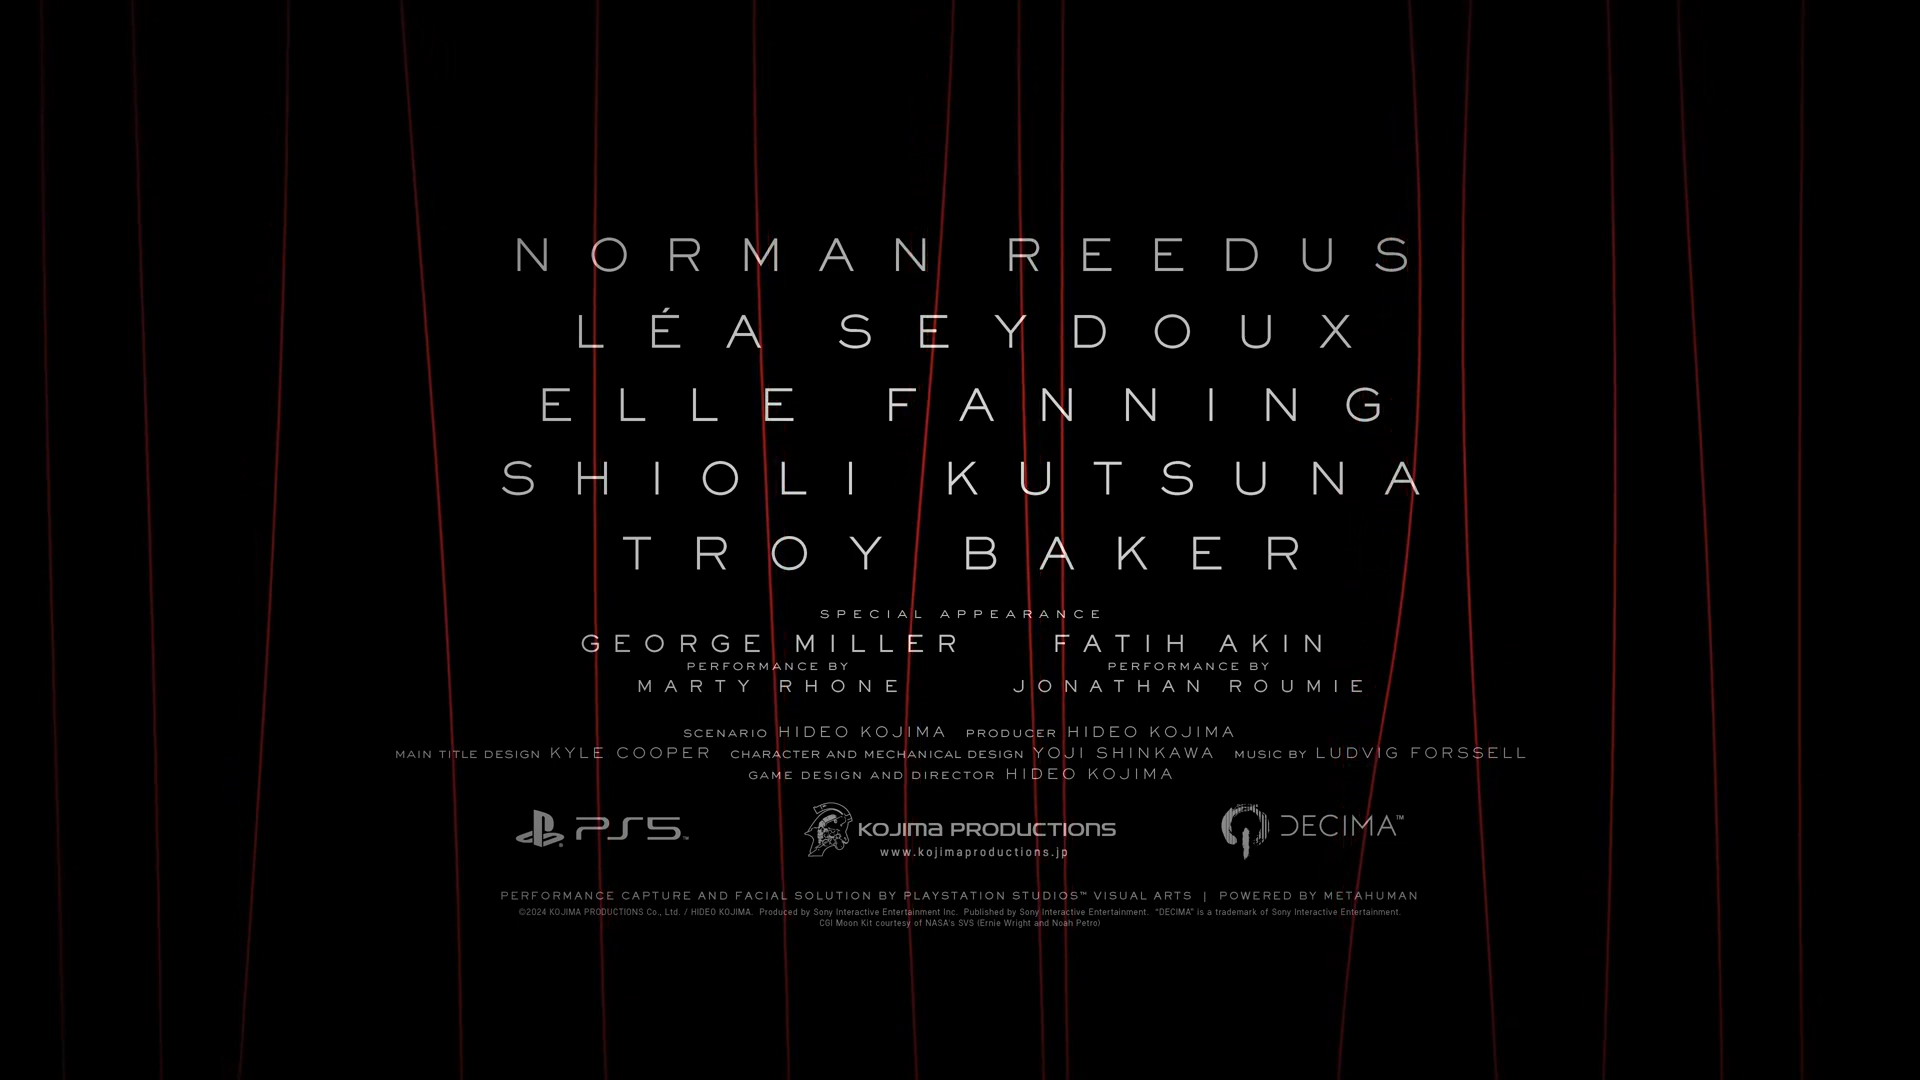 NORMAN REEDUS
LÉA SEYDOUX
ELLE FANNING
SHIOLI KUTSUNA
TROY BAKER
SPECIAL APPEARANCE
GEORGE MILLER FATIH AKIN
PERFORMANCE BY PERFORMANCE BY
MARTY RHONE JONATHAN ROUMIE
SCENARIO HIDEO KOJIMA PRODUCER HIDEO KOJIMA
MAIN TITLE DESIGN KYLE COOPER CHARACTER AND MECHANICAL DESIGN YOJI SHINKAWA MUSIC BY LUDVIG FORSSELL
GAME DESIGN AND DIRECTOR HIDEO KOJIMA
PS5™ KOJIMA PRODUCTIONS DECIMA™
www.kojimaproductions.jp
PERFORMANCE CAPTURE AND FACIAL SOLUTION BY PLAYSTATION STUDIOS™ VISUAL ARTS | POWERED BY METAHUMAN
©2024 KOJIMA PRODUCTIONS Co., Ltd. / HIDEO KOJIMA. Produced by Sony Interactive Entertainment Inc. Published by Sony Interactive Entertainment. "DECIMA" is a trademark of Sony Interactive Entertainment.
CGI Moon Kit courtesy of NASA's SVS (Ernie Wright and Noah Petro)